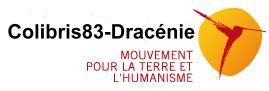 Colibris83-Dracénie
MOUVEMENT
POUR LA TERRE ET
L'HUMANISME